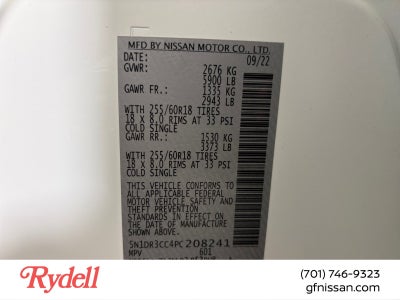 MFD BY NISSAN MOTOR CO., LTD.
DATE: 09/22
GVWR: 2676 KG
5900 LB
GAWR FR.: 1335 KG
2943 LB
WITH 255/60R18 TIRES
18 X 8.0 RIMS AT 33 PSI
COLD SINGLE
GAWR RR.: 1530 KG
3373 LB
WITH 255/60R18 TIRES
18 X 8.0 RIMS AT 33 PSI
COLD SINGLE
THIS VEHICLE CONFORMS TO
ALL APPLICABLE FEDERAL
MOTOR VEHICLE SAFETY AND
THEFT PREVENTION
STANDARDS IN EFFECT ON
THE DATE OF MANUFACTURE
SHOWN ABOVE.
5N1DR3CC4PC208241
MPV 601
Rydell
(701) 746-9323
gfnissan.com